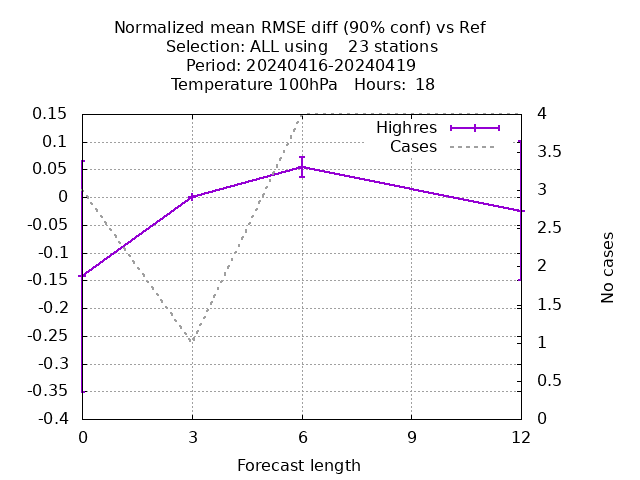 Normalized mean RMSE diff (90% conf) vs Ref
Selection: ALL using    23 stations
Period: 20240416-20240419
Temperature 100hPa   Hours:  18
Highres
Cases
0.15
0.1
0.05
0
-0.05
-0.1
-0.15
-0.2
-0.25
-0.3
-0.35
-0.4
4
3.5
3
2.5
2
1.5
1
0.5
0
No cases
0 3 6 9 12
Forecast length